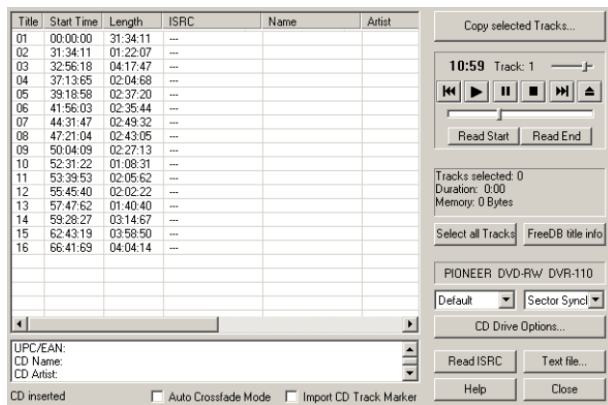 Title Start Time Length ISRC Name Artist
01 00:00:00 31:34:11 ---
02 31:34:11 01:22:07 ---
03 32:56:18 04:17:47 ---
04 37:13:65 02:04:68 ---
05 39:18:58 02:37:20 ---
06 41:56:03 02:35:44 ---
07 44:31:47 02:49:32 ---
08 47:21:04 02:43:05 ---
09 50:04:09 02:27:13 ---
10 52:31:22 01:08:31 ---
11 53:39:53 02:05:62 ---
12 55:45:40 02:02:22 ---
13 57:47:62 01:40:40 ---
14 59:28:27 03:14:67 ---
15 62:43:19 03:58:50 ---
16 66:41:69 04:04:14 ---
UPC/EAN:
CD Name:
CD Artist:
CD inserted Auto Crossfade Mode Import CD Track Marker
Copy selected Tracks...
10:59 Track: 1
Read Start Read End
Tracks selected: 0
Duration: 0:00
Memory: 0 Bytes
Select all Tracks FreeDB title info
PIONEER DVD-RW DVR-110
Default Sector Syncl
CD Drive Options...
Read ISRC Text file...
Help Close